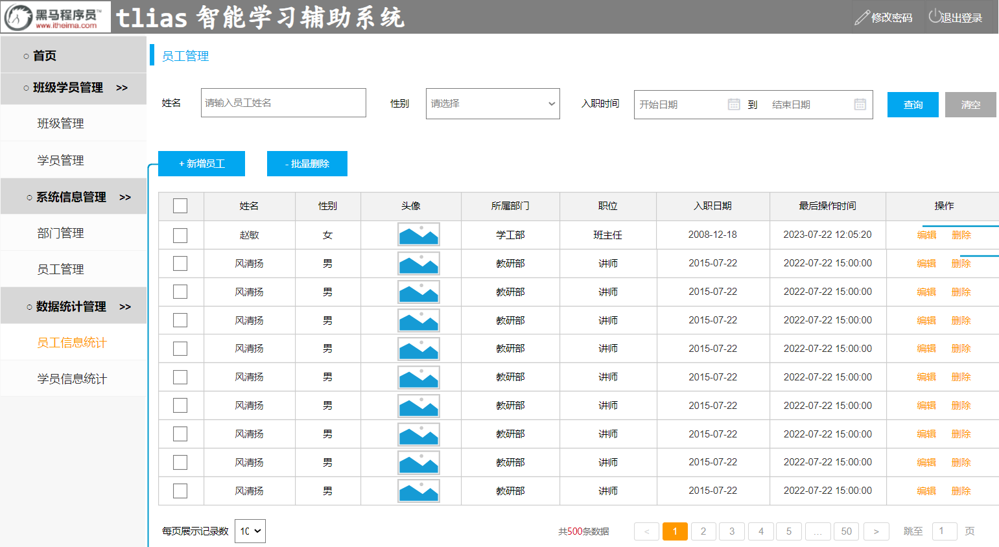 黑马程序员™ tlias 智能学习辅助系统 修改密码 退出登录
www.itheima.com
○ 首页
○ 班级学员管理 >>
班级管理
学员管理
○ 系统信息管理 >>
部门管理
员工管理
○ 数据统计管理 >>
员工信息统计
学员信息统计
员工管理
姓名 请输入员工姓名 性别 请选择 入职时间 开始日期 到 结束日期 查询 清空
+ 新增员工 - 批量删除
姓名 性别 头像 所属部门 职位 入职日期 最后操作时间 操作
赵敏 女 学工部 班主任 2008-12-18 2023-07-22 12:05:20 编辑 删除
风清扬 男 教研部 讲师 2015-07-22 2022-07-22 15:00:00 编辑 删除
风清扬 男 教研部 讲师 2015-07-22 2022-07-22 15:00:00 编辑 删除
风清扬 男 教研部 讲师 2015-07-22 2022-07-22 15:00:00 编辑 删除
风清扬 男 教研部 讲师 2015-07-22 2022-07-22 15:00:00 编辑 删除
风清扬 男 教研部 讲师 2015-07-22 2022-07-22 15:00:00 编辑 删除
风清扬 男 教研部 讲师 2015-07-22 2022-07-22 15:00:00 编辑 删除
风清扬 男 教研部 讲师 2015-07-22 2022-07-22 15:00:00 编辑 删除
风清扬 男 教研部 讲师 2015-07-22 2022-07-22 15:00:00 编辑 删除
风清扬 男 教研部 讲师 2015-07-22 2022-07-22 15:00:00 编辑 删除
每页展示记录数 10 共500条数据 < 1 2 3 4 5 ... 50 > 跳至 1 页